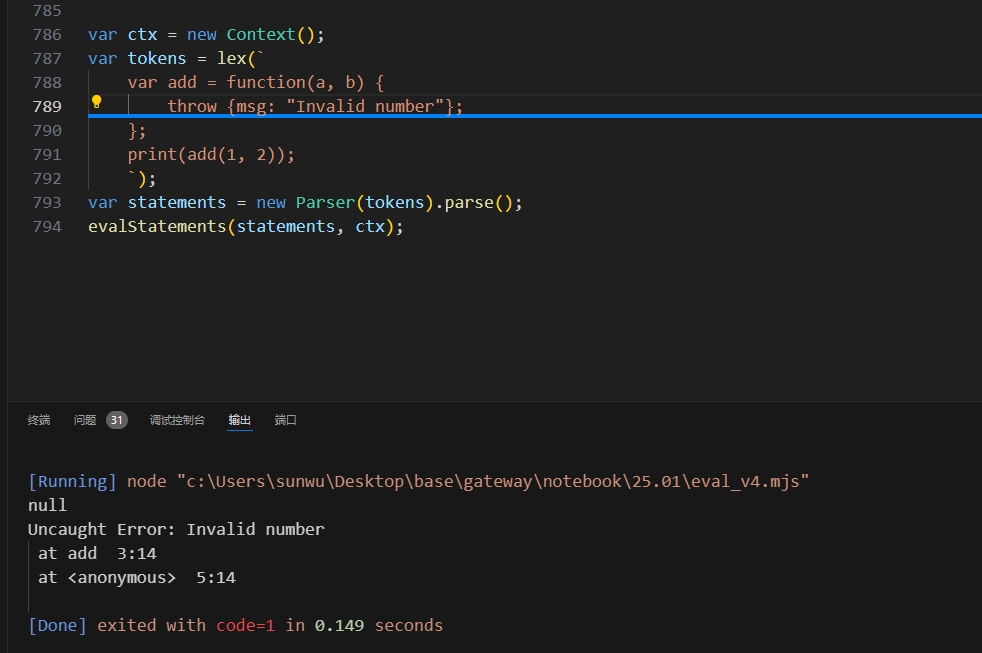 785
786 var ctx = new Context();
787 var tokens = lex(`
788     var add = function(a, b) {
789         throw {msg: "Invalid number"};
790     };
791     print(add(1, 2));
792     `);
793 var statements = new Parser(tokens).parse();
794 evalStatements(statements, ctx);
终端 问题 31 调试控制台 输出 端口
[Running] node "c:\Users\sunwu\Desktop\base\gateway\notebook\25.01\eval_v4.mjs"
null
Uncaught Error: Invalid number
 at add  3:14
 at <anonymous>  5:14
[Done] exited with code=1 in 0.149 seconds